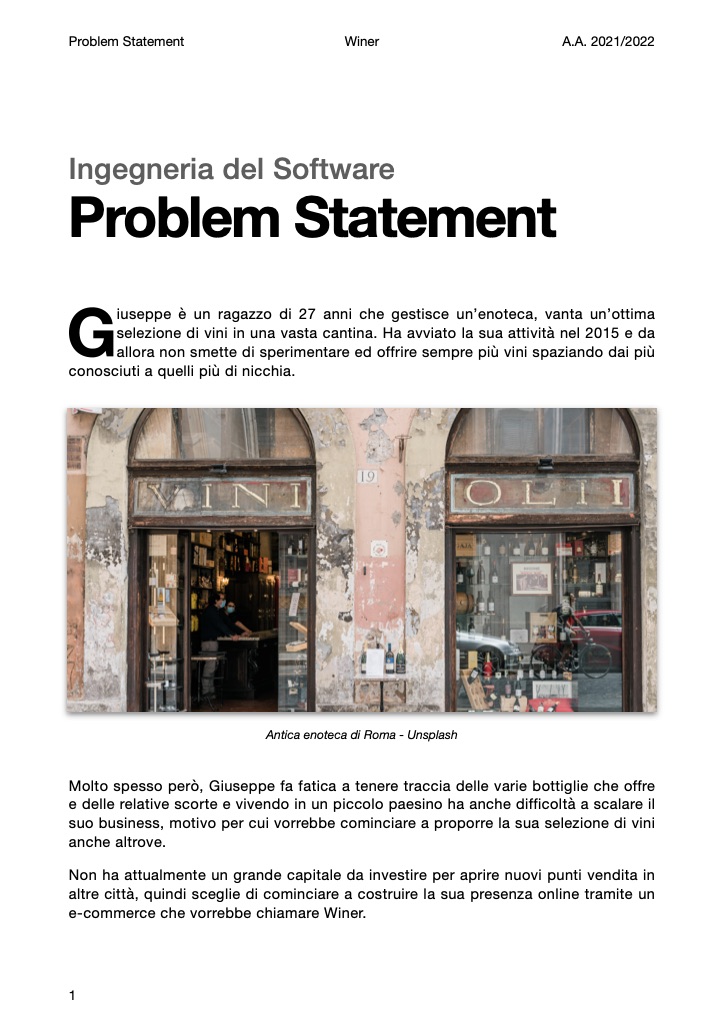 Problem Statement Winer A.A. 2021/2022
Ingegneria del Software
Problem Statement
Giuseppe è un ragazzo di 27 anni che gestisce un'enoteca, vanta un'ottima
selezione di vini in una vasta cantina. Ha avviato la sua attività nel 2015 e da
allora non smette di sperimentare ed offrire sempre più vini spaziando dai più
conosciuti a quelli più di nicchia.
VINI
19
OLII
Antica enoteca di Roma - Unsplash
Molto spesso però, Giuseppe fa fatica a tenere traccia delle varie bottiglie che offre
e delle relative scorte e vivendo in un piccolo paesino ha anche difficoltà a scalare il
suo business, motivo per cui vorrebbe cominciare a proporre la sua selezione di vini
anche altrove.
Non ha attualmente un grande capitale da investire per aprire nuovi punti vendita in
altre città, quindi sceglie di cominciare a costruire la sua presenza online tramite un
e-commerce che vorrebbe chiamare Winer.
1